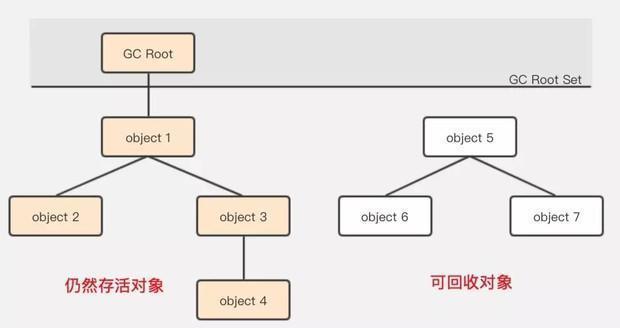 GC Root
GC Root Set
object 1
object 5
object 2
object 3
object 6
object 7
仍然存活对象
可回收对象
object 4